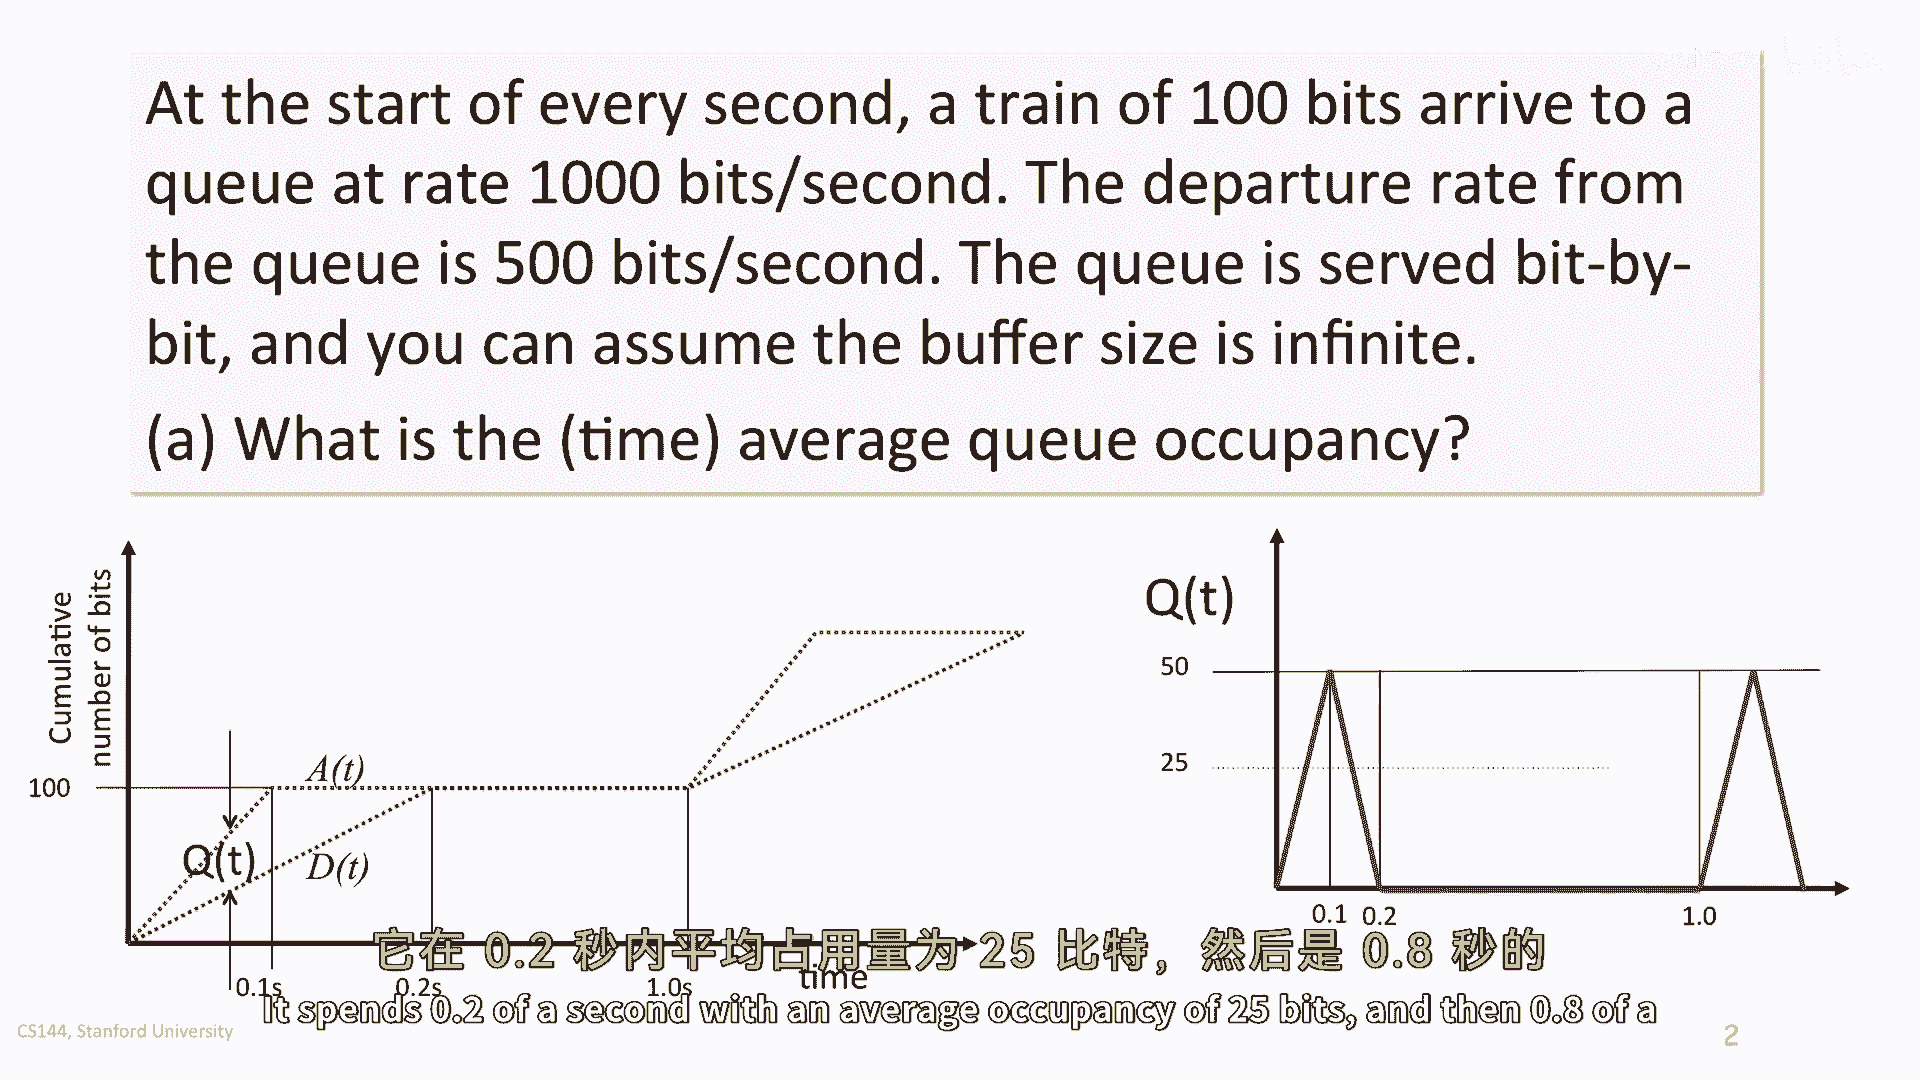 At the start of every second, a train of 100 bits arrive to a
queue at rate 1000 bits/second. The departure rate from
the queue is 500 bits/second. The queue is served bit-by-
bit, and you can assume the buffer size is infinite.
(a) What is the (time) average queue occupancy?
Cumulative
number of bits
100
A(t)
Q(t)
D(t)
0.1s
0.2s
1.0s
time
Q(t)
50
25
0.1
0.2
1.0
它在 0.2 秒内平均占用量为 25 比特，然后是 0.8 秒的
It spends 0.2 of a second with an average occupancy of 25 bits, and then 0.8 of a
CS144, Stanford University
2